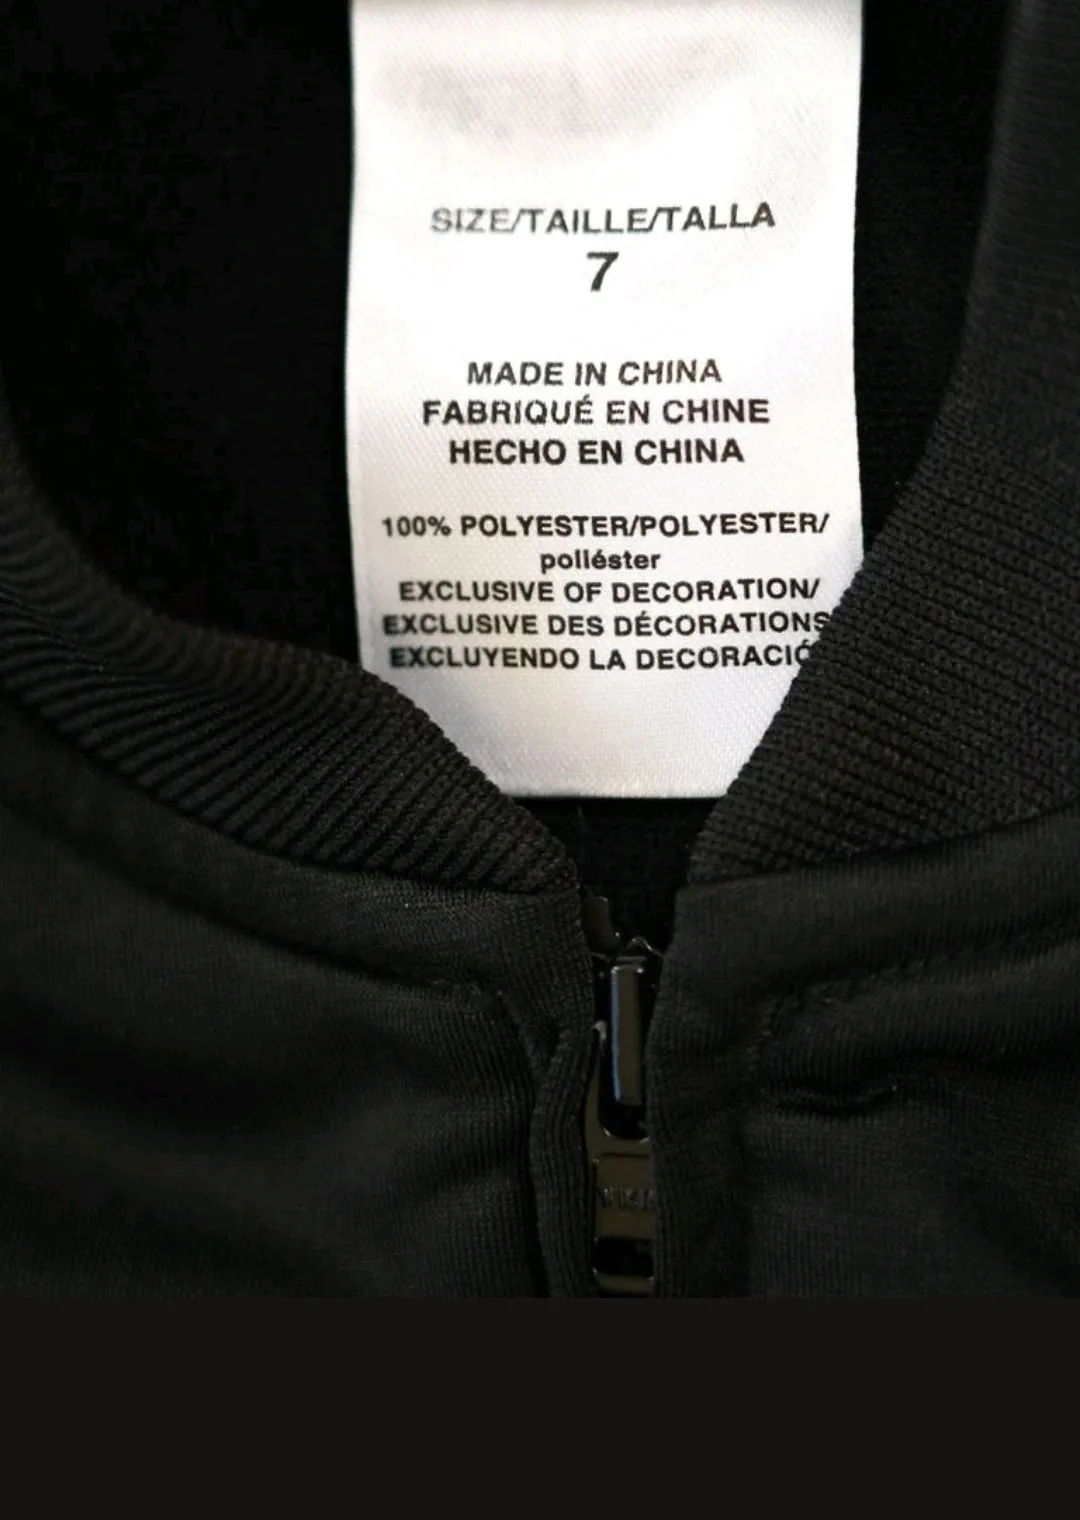 SIZE/TAILLE/TALLA
7
MADE IN CHINA
FABRIQUÉ EN CHINE
HECHO EN CHINA
100% POLYESTER/POLYESTER/
poliéster
EXCLUSIVE OF DECORATION/
EXCLUSIVE DES DÉCORATIONS
EXCLUYENDO LA DECORACIÓ